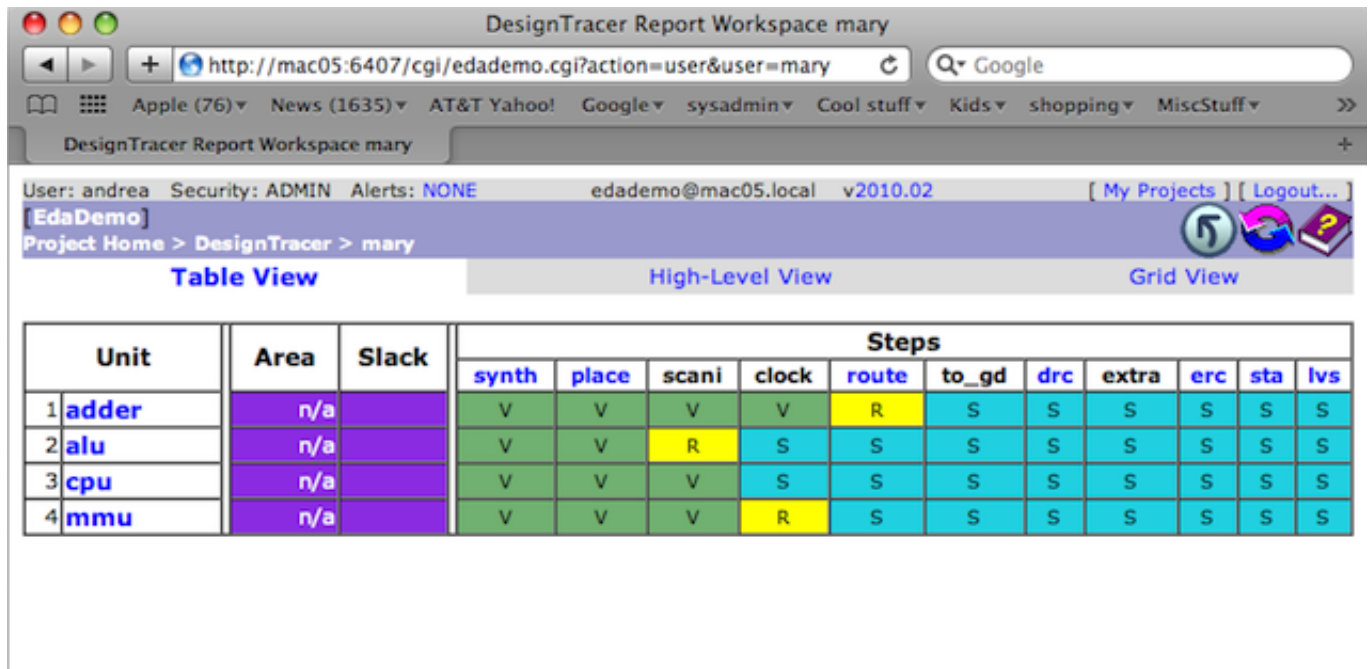 DesignTracer Report Workspace mary
http://mac05:6407/cgi/edademo.cgi?action=user&user=mary Google
Apple (76) News (1635) AT&T Yahoo! Google sysadmin Cool stuff Kids shopping MiscStuff
DesignTracer Report Workspace mary
User: andrea Security: ADMIN Alerts: NONE edademo@mac05.local v2010.02 [ My Projects ] [ Logout... ]
[EdaDemo]
Project Home > DesignTracer > mary
Table View High-Level View Grid View
Unit Area Slack Steps
synth place scani clock route to_gd drc extra erc sta lvs
1 adder n/a V V V V R S S S S S S
2 alu n/a V V R S S S S S S S S
3 cpu n/a V V V S S S S S S S S
4 mmu n/a V V V R S S S S S S S